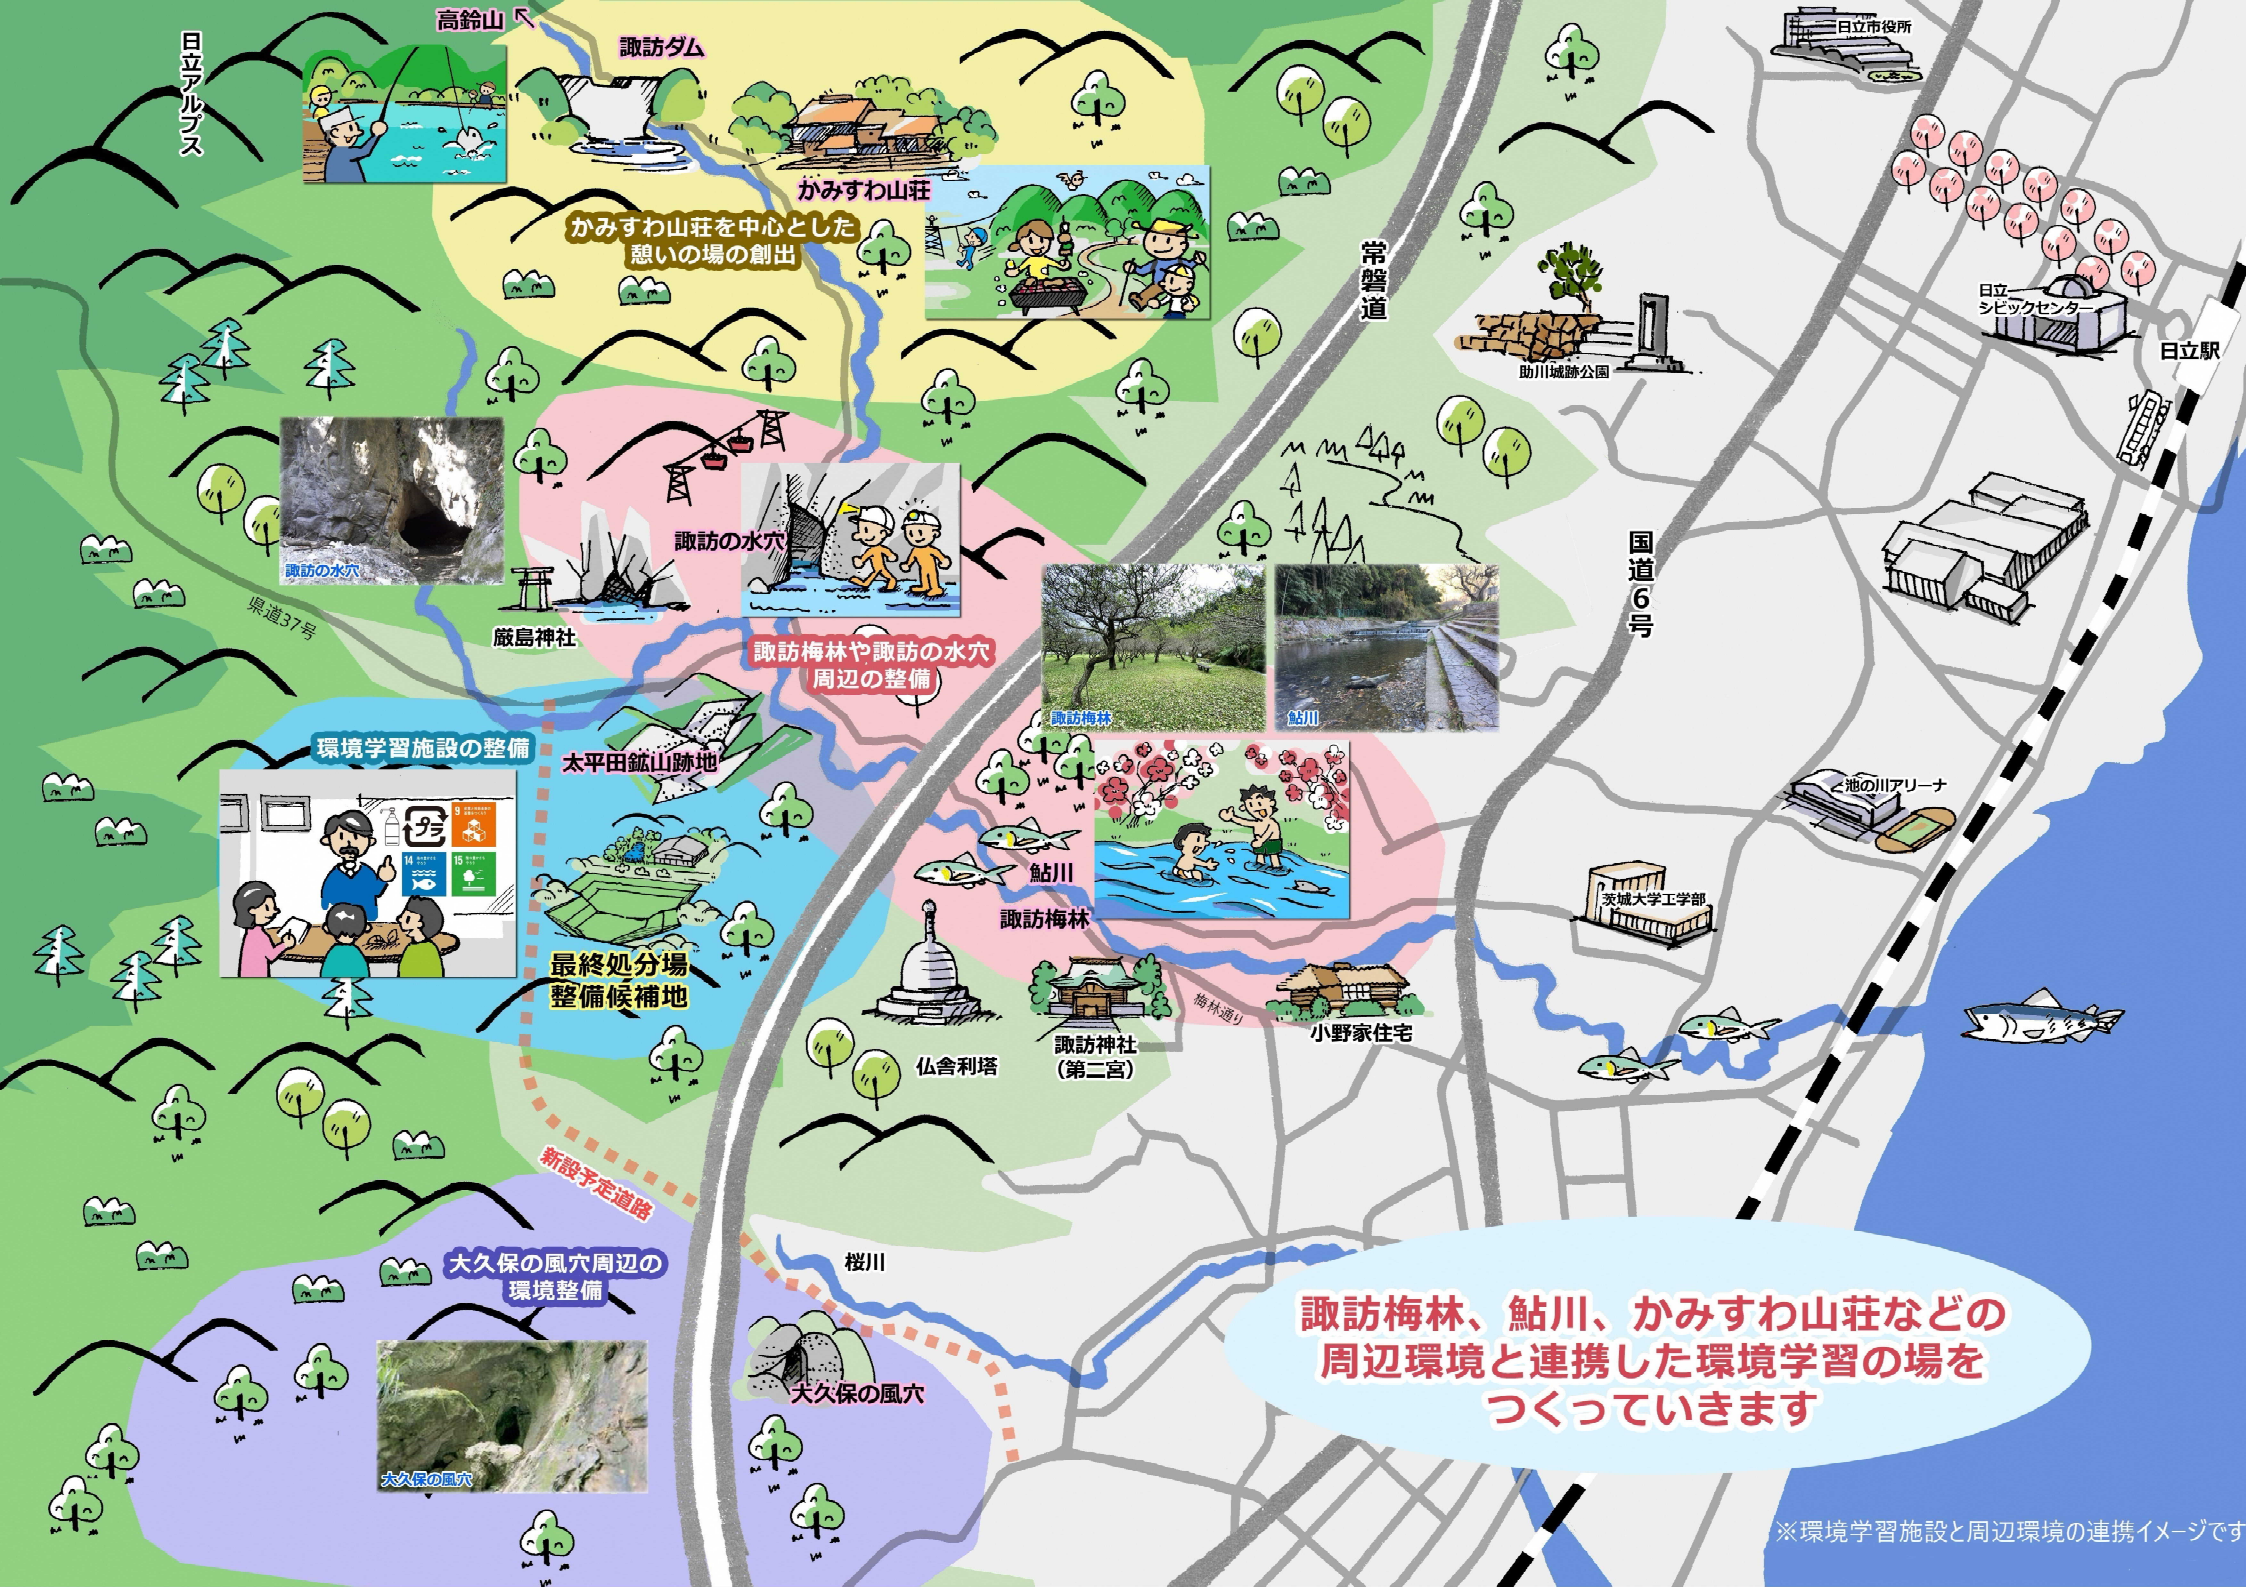 高鈴山
諏訪ダム
日立アルプス
かみすわ山荘
かみすわ山荘を中心とした
憩いの場の創出
常磐道
日立市役所
日立
シビックセンター
日立駅
助川城跡公園
国道6号
諏訪の水穴
諏訪の水穴
厳島神社
県道37号
諏訪梅林や諏訪の水穴
周辺の整備
諏訪梅林
鮎川
環境学習施設の整備
太平田鉱山跡地
プラ
9
14
15
池の川アリーナ
鮎川
諏訪梅林
茨城大学工学部
最終処分場
整備候補地
仏舎利塔
諏訪神社
(第二宮)
梅林通り
小野家住宅
新設予定道路
大久保の風穴周辺の
環境整備
桜川
大久保の風穴
大久保の風穴
諏訪梅林、鮎川、かみすわ山荘などの
周辺環境と連携した環境学習の場を
つくっていきます
※環境学習施設と周辺環境の連携イメージです